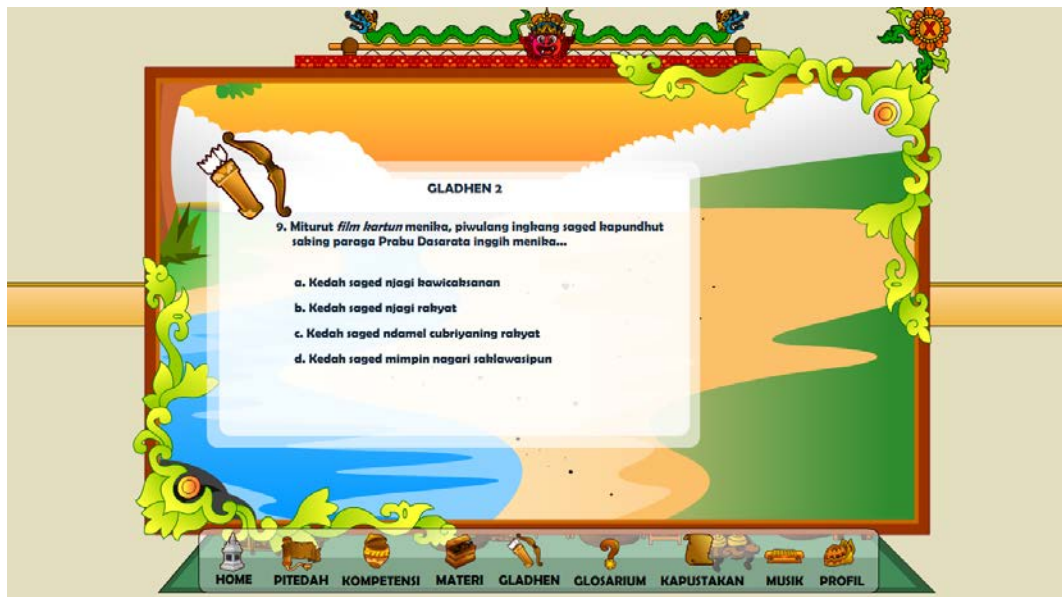 X
GLADHEN 2
9. Miturut film kartun menika, piwulang ingkang saged kapundhut
saking paraga Prabu Dasarata inggih menika...
a. Kedah saged njagi kawicaksanan
b. Kedah saged njagi rakyat
c. Kedah saged ndamel cubriyaning rakyat
d. Kedah saged mimpin nagari saklawasipun
HOME PITEDAH KOMPETENSI MATERI GLADHEN GLOSARIUM KAPUSTAKAN MUSIK PROFIL